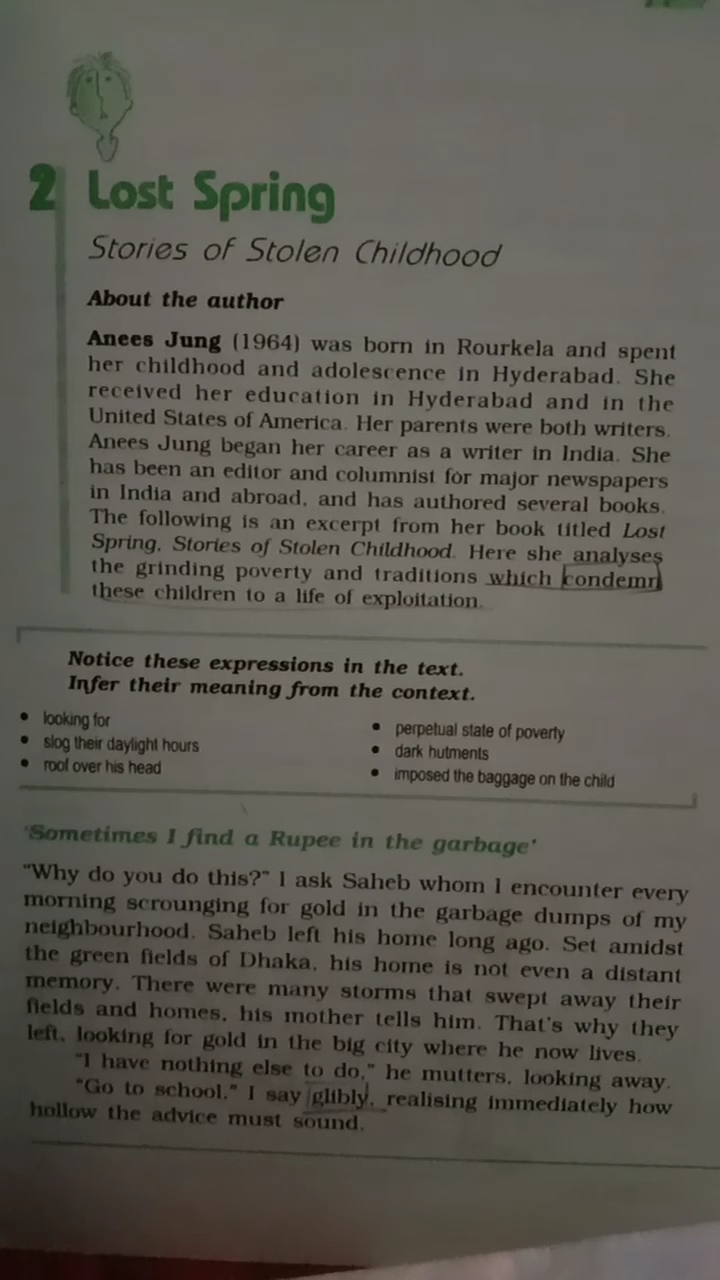 2 Lost Spring
Stories of Stolen Childhood
About the author
Anees Jung (1964) was born in Rourkela and spent
her childhood and adolescence in Hyderabad. She
received her education in Hyderabad and in the
United States of America. Her parents were both writers.
Anees Jung began her career as a writer in India. She
has been an editor and columnist for major newspapers
in India and abroad, and has authored several books.
The following is an excerpt from her book titled Lost
Spring, Stories of Stolen Childhood. Here she analyses
the grinding poverty and traditions which condemn
these children to a life of exploitation.
Notice these expressions in the text.
Infer their meaning from the context.
• looking for
• slog their daylight hours
• roof over his head
• perpetual state of poverty
• dark hutments
• imposed the baggage on the child
'Sometimes I find a Rupee in the garbage'
"Why do you do this?" I ask Saheb whom I encounter every
morning scrounging for gold in the garbage dumps of my
neighbourhood. Saheb left his home long ago. Set amidst
the green fields of Dhaka, his home is not even a distant
memory. There were many storms that swept away their
fields and homes, his mother tells him. That's why they
left, looking for gold in the big city where he now lives.
"I have nothing else to do," he mutters, looking away.
"Go to school," I say glibly, realising immediately how
hollow the advice must sound.